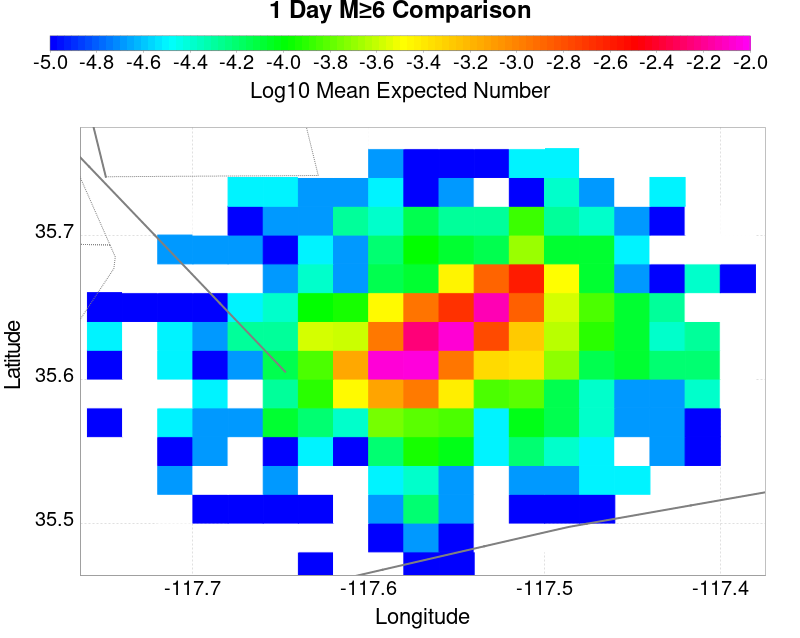 1 Day M≥6 Comparison
-5.0 -4.8 -4.6 -4.4 -4.2 -4.0 -3.8 -3.6 -3.4 -3.2 -3.0 -2.8 -2.6 -2.4 -2.2 -2.0
Log10 Mean Expected Number
35.7
35.6
35.5
Latitude
-117.7 -117.6 -117.5 -117.4
Longitude